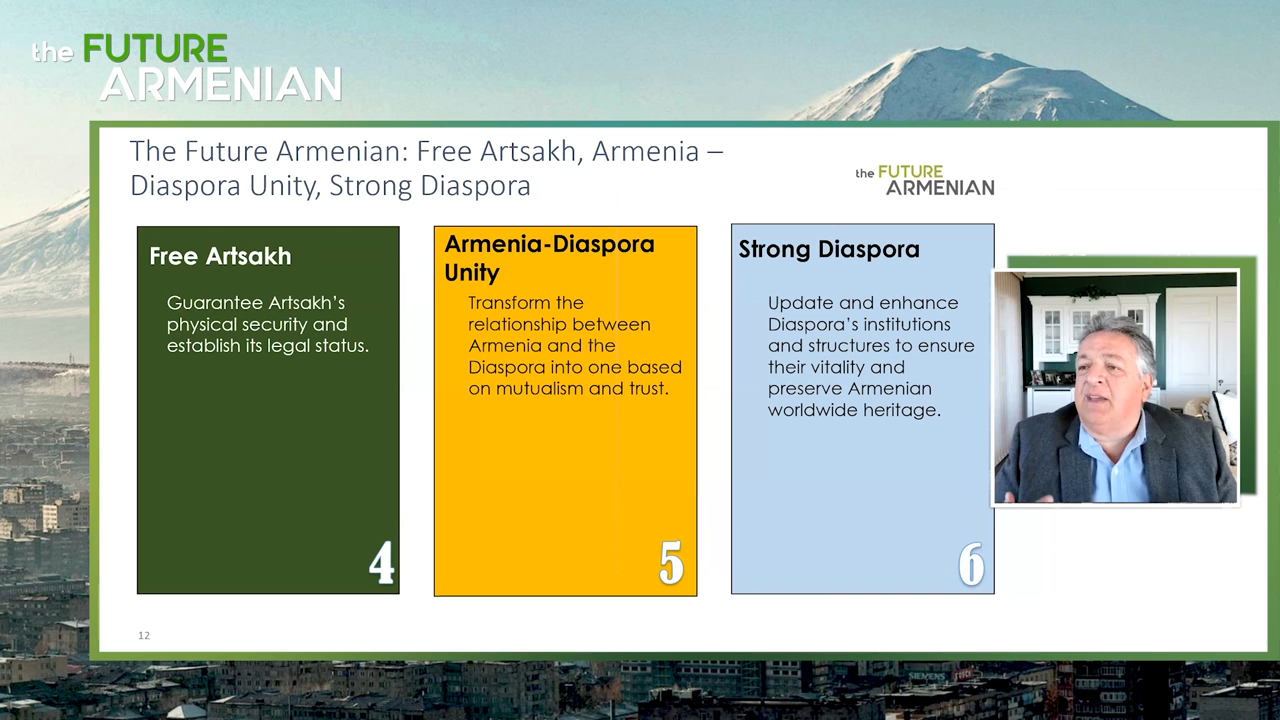 the FUTURE
ARMENIAN
The Future Armenian: Free Artsakh, Armenia –
Diaspora Unity, Strong Diaspora
the FUTURE
ARMENIAN
Free Artsakh
Guarantee Artsakh's
physical security and
establish its legal status.
4
Armenia-Diaspora
Unity
Transform the
relationship between
Armenia and the
Diaspora into one based
on mutualism and trust.
5
Strong Diaspora
Update and enhance
Diaspora's institutions
and structures to ensure
their vitality and
preserve Armenian
worldwide heritage.
6
12
SIEMENS